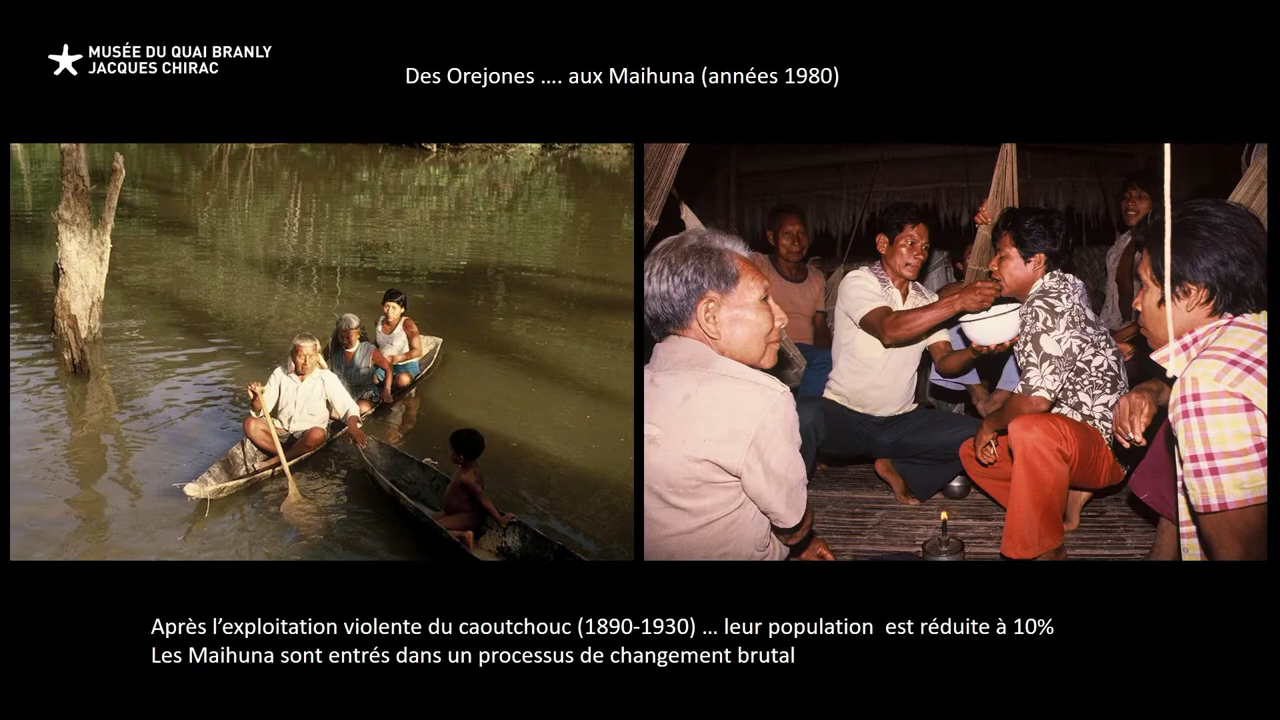 MUSÉE DU QUAI BRANLY
JACQUES CHIRAC
Des Orejones .... aux Maihuna (années 1980)
Après l’exploitation violente du caoutchouc (1890-1930) ... leur population  est réduite à 10%
Les Maihuna sont entrés dans un processus de changement brutal